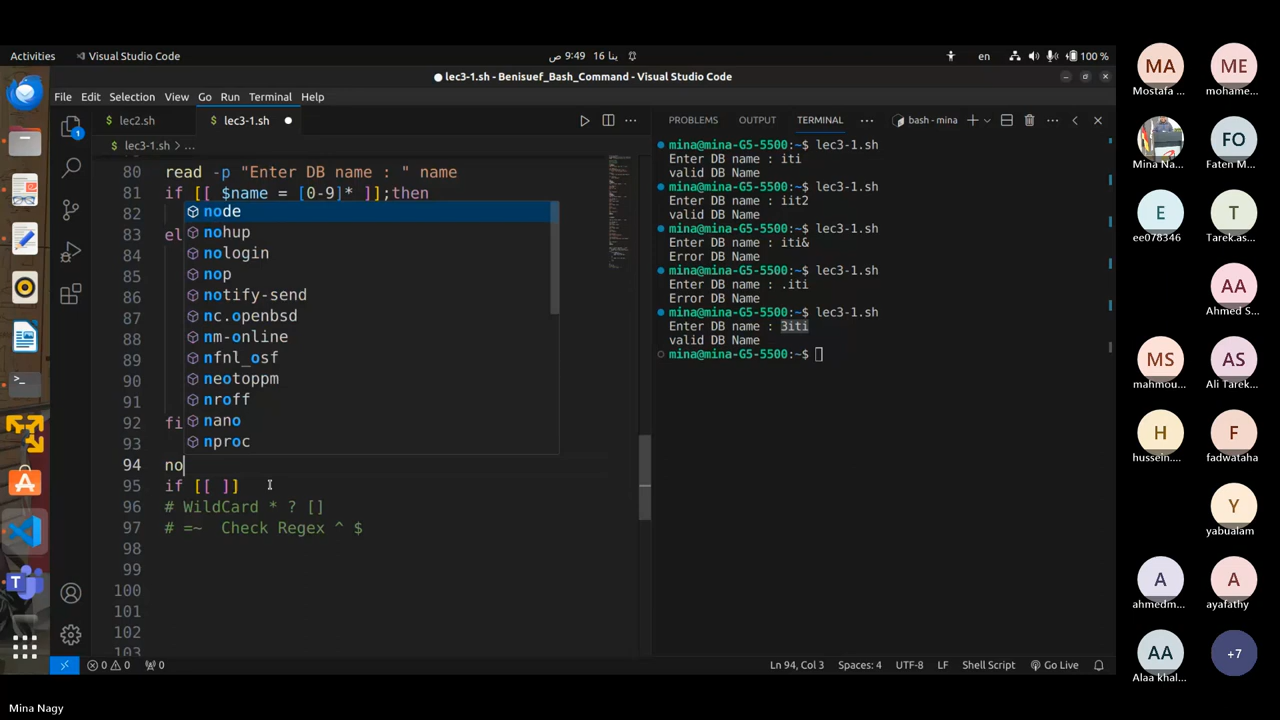 Activities
Visual Studio Code
ص 9:49 16 ينا
en
100 %
lec3-1.sh - Benisuef_Bash_Command - Visual Studio Code
File Edit Selection View Go Run Terminal Help
lec2.sh
lec3-1.sh
PROBLEMS OUTPUT TERMINAL ...
bash - mina
lec3-1.sh > ...
1
80 read -p "Enter DB name : " name
81 if [[ $name = [0-9]* ]];then
82
83 el
84
85
86
87
88
89
90
91
92 fi
93
94 no
95 if [[ ]]
96 # WildCard * ? []
97 # =~  Check Regex ^ $
98
99
100
101
102
103
node
nohup
nologin
nop
notify-send
nc.openbsd
nm-online
nfnl_osf
neotoppm
nroff
nano
nproc
mina@mina-G5-5500:~$ lec3-1.sh
Enter DB name : iti
valid DB Name
mina@mina-G5-5500:~$ lec3-1.sh
Enter DB name : iit2
valid DB Name
mina@mina-G5-5500:~$ lec3-1.sh
Enter DB name : iti&
Error DB Name
mina@mina-G5-5500:~$ lec3-1.sh
Enter DB name : .iti
Error DB Name
mina@mina-G5-5500:~$ lec3-1.sh
Enter DB name : 3iti
valid DB Name
mina@mina-G5-5500:~$
0 0 0
Ln 94, Col 3 Spaces: 4 UTF-8 LF Shell Script Go Live
MA
Mostafa ...
ME
mohame...
Mina Na...
FO
Faten M...
E
ee078346
T
Tarek.as...
AA
Ahmed S...
MS
mahmou...
AS
Ali Tarek...
H
hussein....
F
fadwataha
Y
yabualam
A
ahmedm...
A
ayafathy
AA
Alaa khal...
+7
Mina Nagy